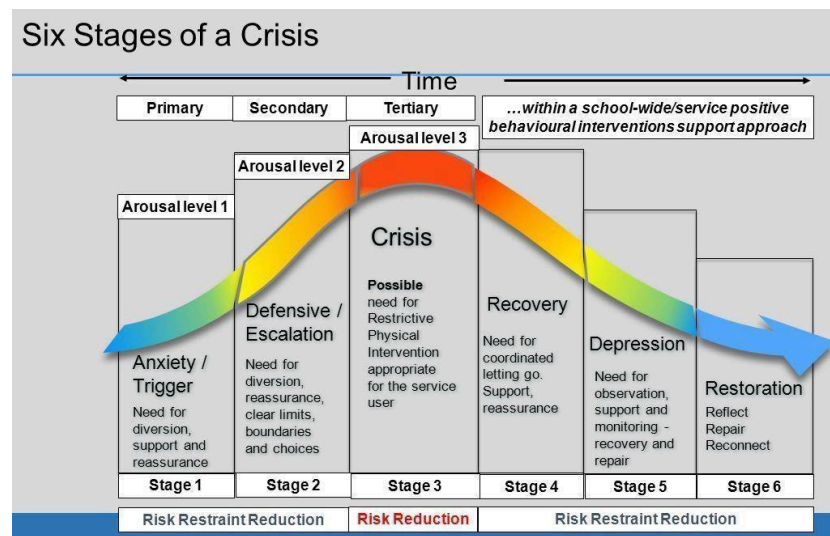 Six Stages of a Crisis
Time
Primary
Secondary
Tertiary
...within a school-wide/service positive
behavioural interventions support approach
Arousal level 1
Arousal level 2
Arousal level 3
Anxiety /
Trigger
Need for
diversion,
support and
reassurance
Defensive /
Escalation
Need for
diversion,
reassurance,
clear limits,
boundaries
and choices
Crisis
Possible
need for
Restrictive
Physical
Intervention
appropriate
for the service
user
Recovery
Need for
coordinated
letting go.
Support,
reassurance
Depression
Need for
observation,
support and
monitoring -
recovery and
repair
Restoration
Reflect
Repair
Reconnect
Stage 1
Stage 2
Stage 3
Stage 4
Stage 5
Stage 6
Risk Restraint Reduction
Risk Reduction
Risk Restraint Reduction